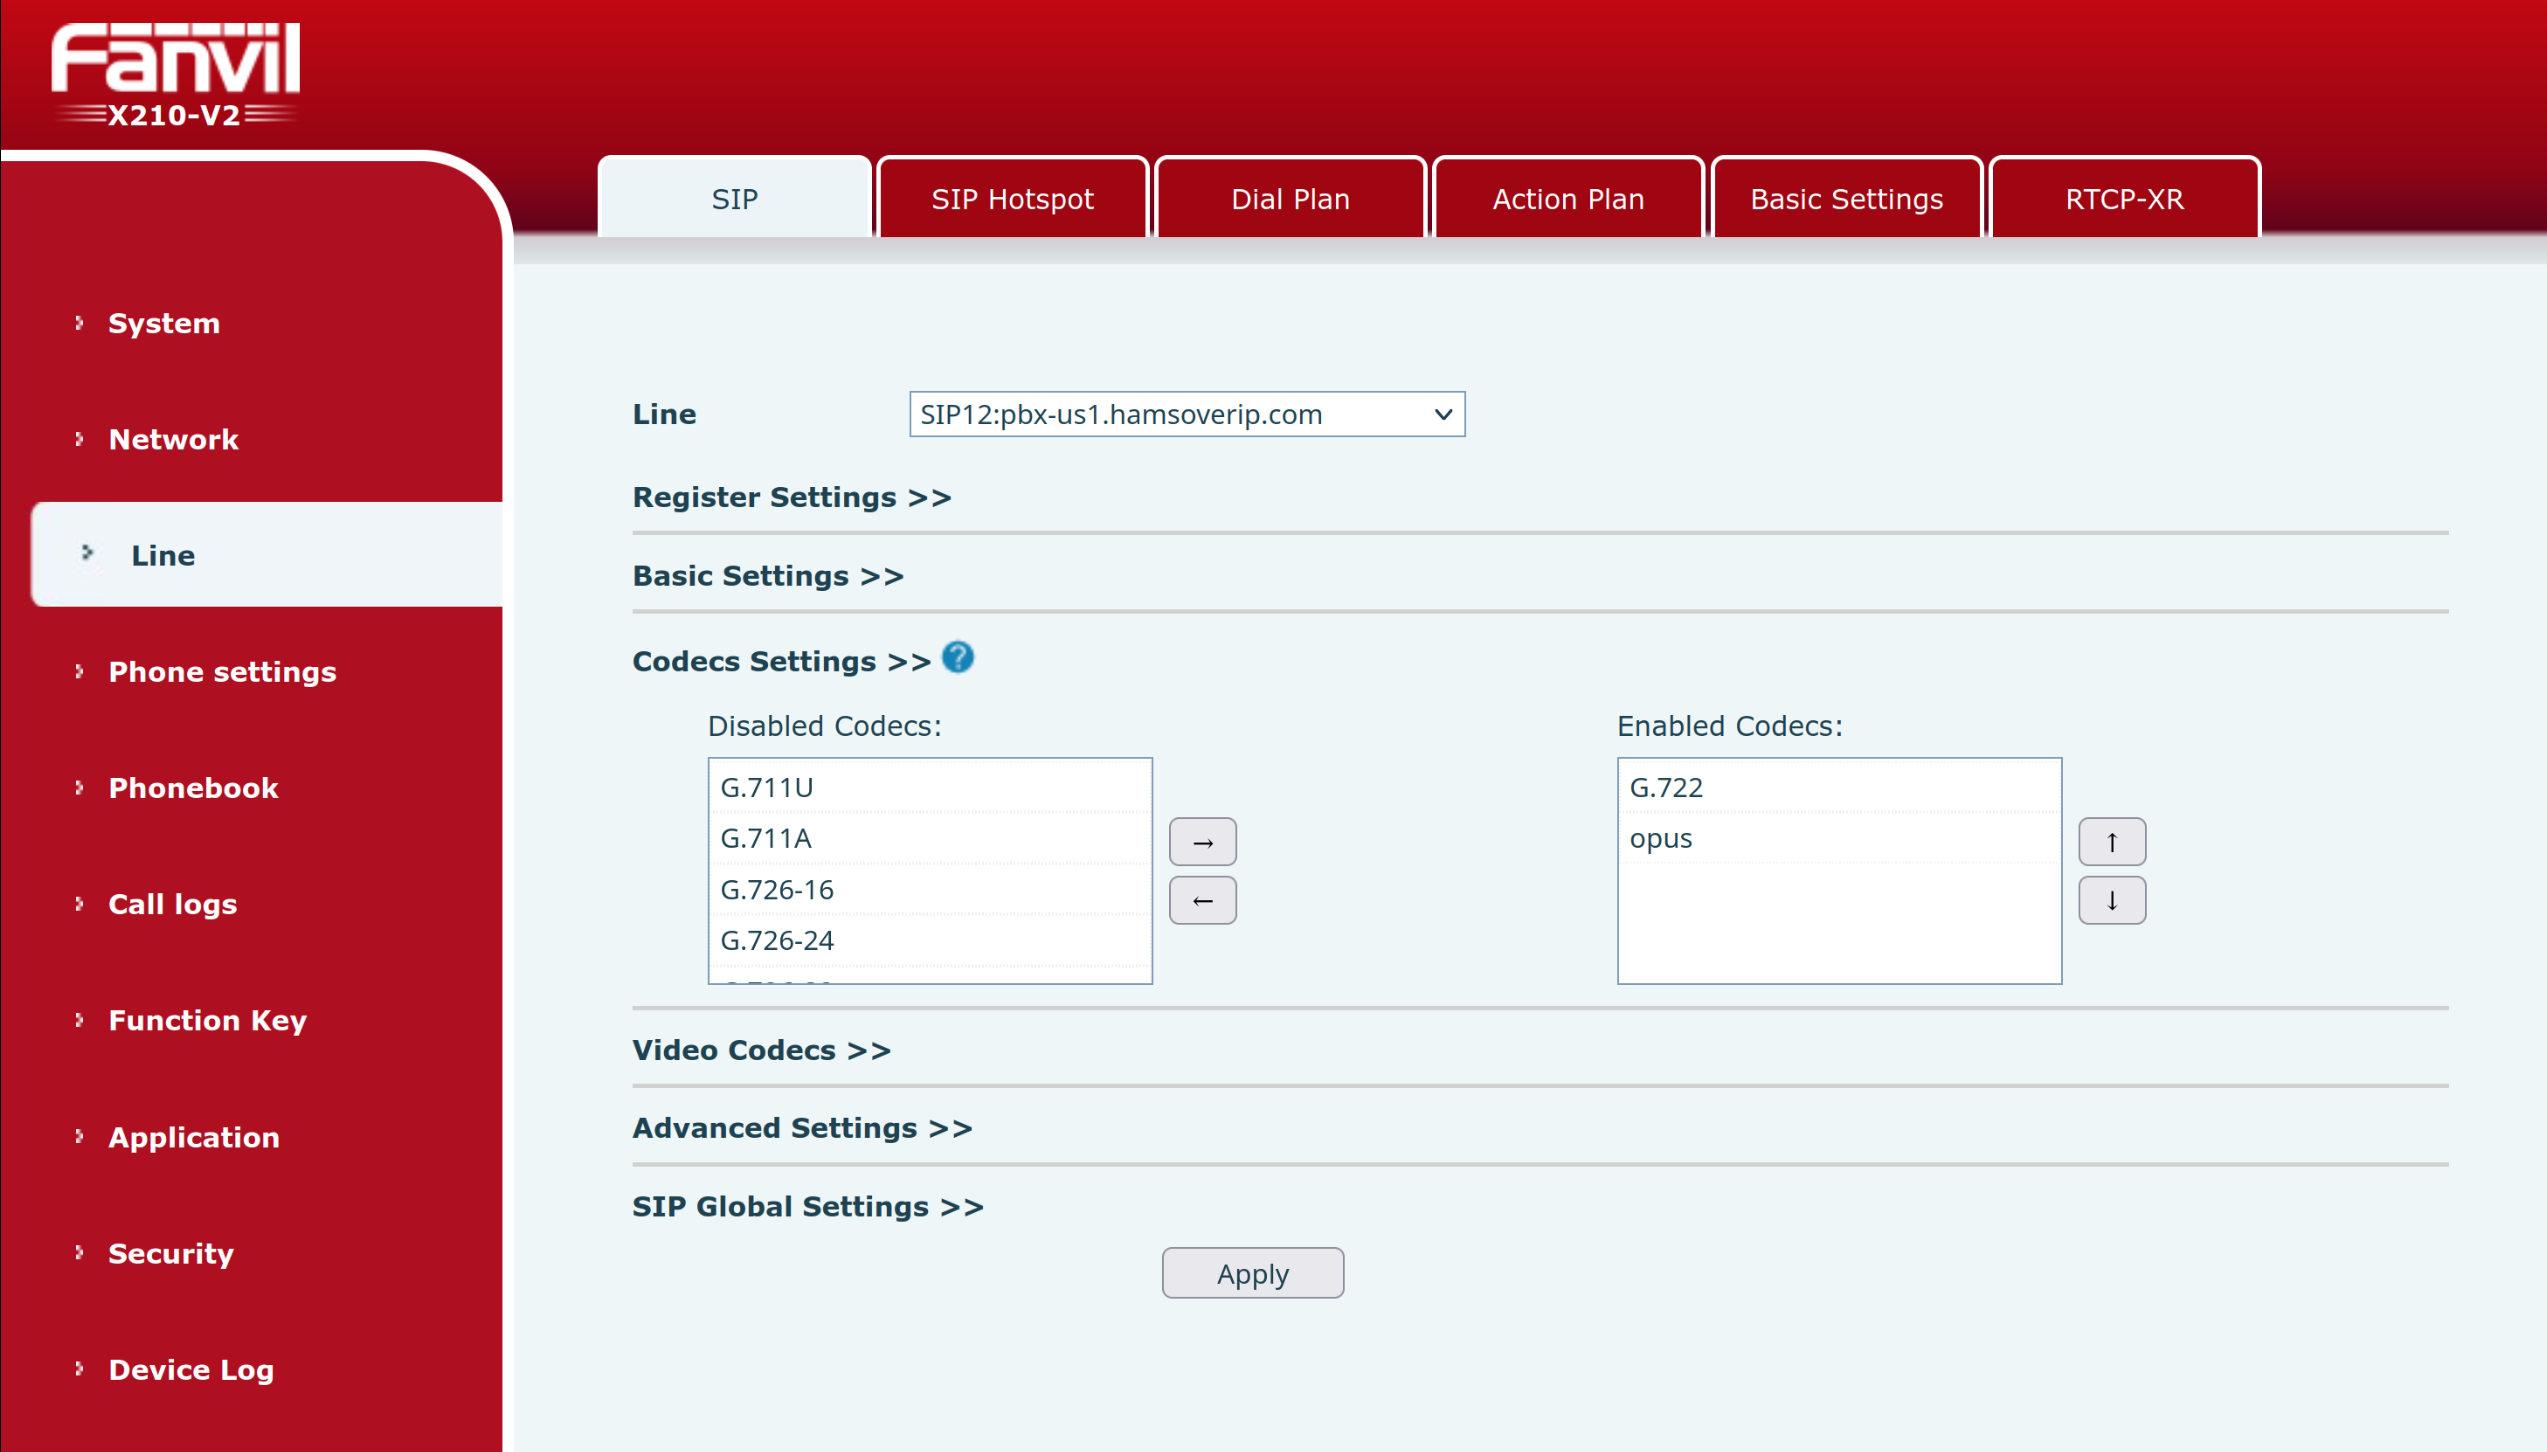 Fanvil
X210-V2
SIP
SIP Hotspot
Dial Plan
Action Plan
Basic Settings
RTCP-XR
System
Network
Line
Phone settings
Phonebook
Call logs
Function Key
Application
Security
Device Log
Line
SIP12:pbx-us1.hamsoverip.com
Register Settings >>
Basic Settings >>
Codecs Settings >> ?
Disabled Codecs:
G.711U
G.711A
G.726-16
G.726-24
→
←
Enabled Codecs:
G.722
opus
↑
↓
Video Codecs >>
Advanced Settings >>
SIP Global Settings >>
Apply